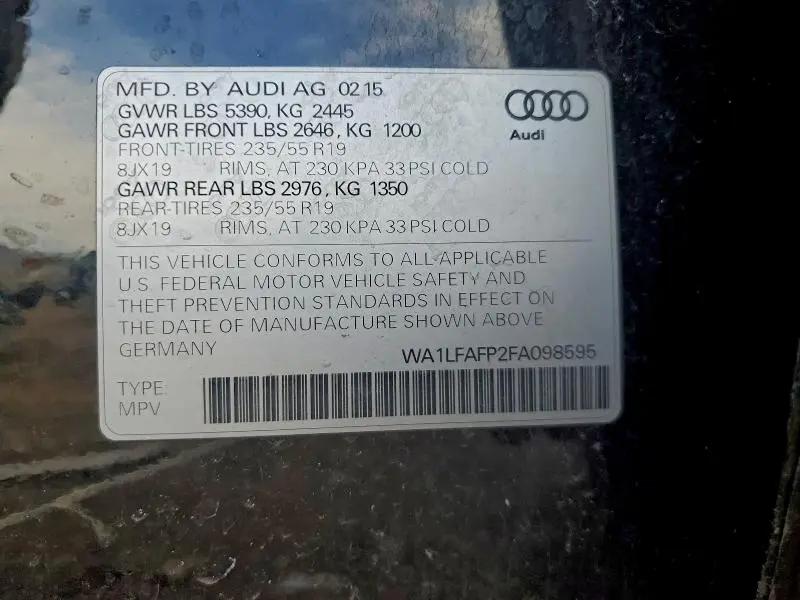 MFD. BY AUDI AG 02 15
GVWR LBS 5390, KG 2445
GAWR FRONT LBS 2646, KG 1200
FRONT-TIRES 235/55 R19
8JX19 RIMS, AT 230 KPA 33 PSI COLD
GAWR REAR LBS 2976, KG 1350
REAR-TIRES 235/55 R19
8JX19 RIMS, AT 230 KPA 33 PSI COLD
Audi
THIS VEHICLE CONFORMS TO ALL APPLICABLE
U.S. FEDERAL MOTOR VEHICLE SAFETY AND
THEFT PREVENTION STANDARDS IN EFFECT ON
THE DATE OF MANUFACTURE SHOWN ABOVE
GERMANY WA1LFAFP2FA098595
TYPE:
MPV